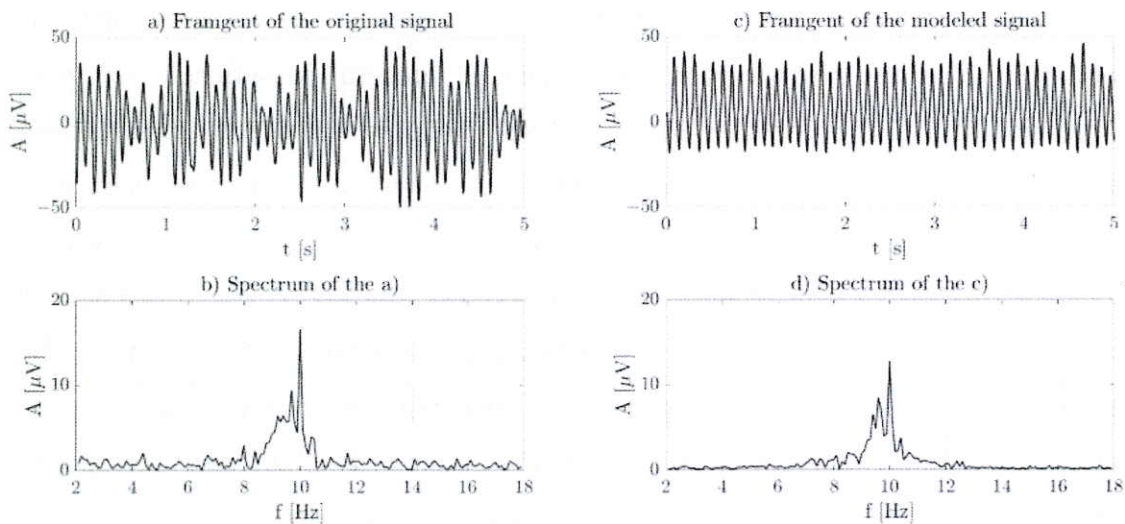 a) Framgent of the original signal
50
0
−50
A [μV]
0 1 2 3 4 5
t [s]
b) Spectrum of the a)
20
10
0
A [μV]
2 4 6 8 10 12 14 16 18
f [Hz]
c) Framgent of the modeled signal
50
0
−50
A [μV]
0 1 2 3 4 5
t [s]
d) Spectrum of the c)
20
10
0
A [μV]
2 4 6 8 10 12 14 16 18
f [Hz]